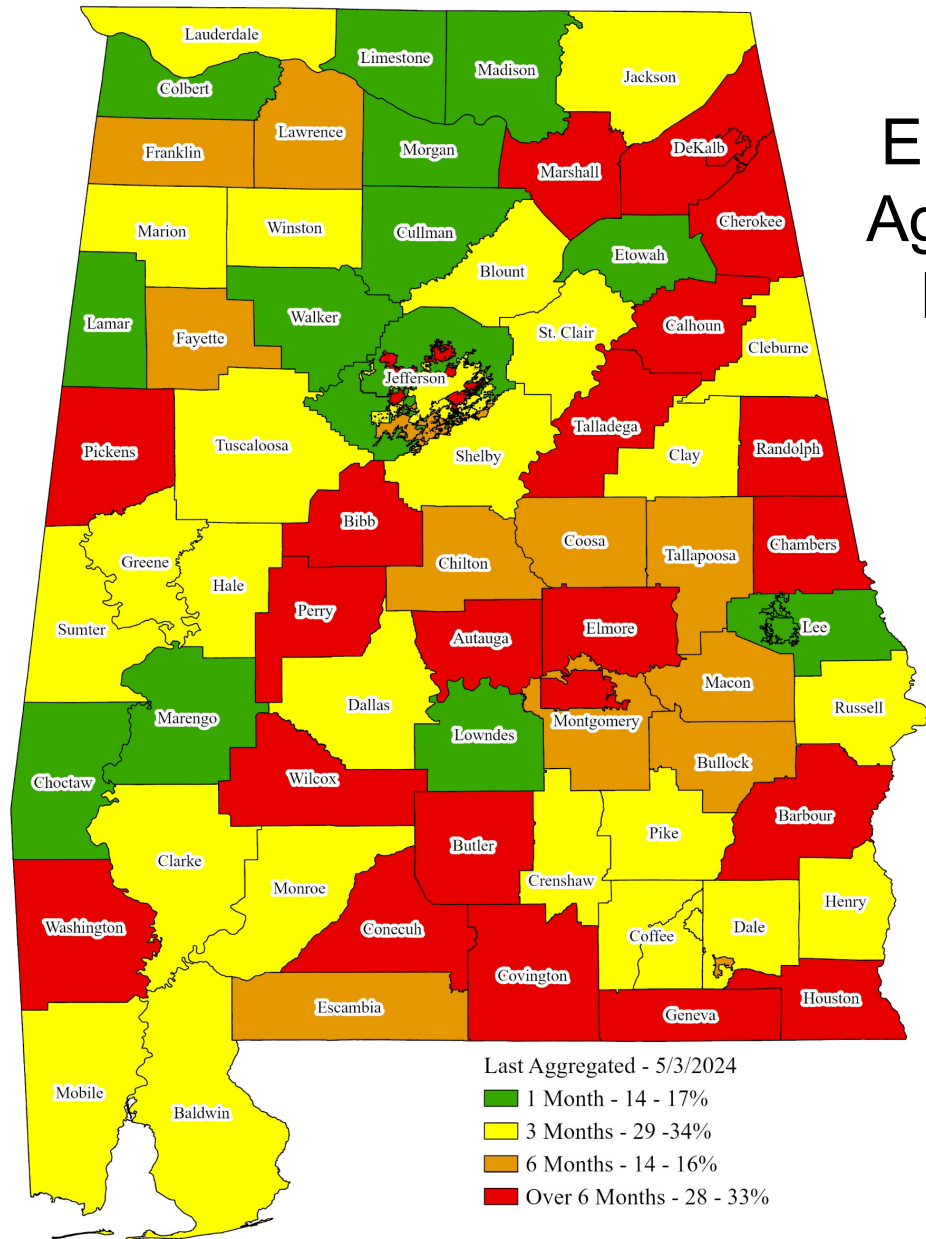 Lauderdale
Limestone
Madison
Jackson
Colbert
Lawrence
Franklin
Morgan
DeKalb
Marshall
Cherokee
Marion
Winston
Cullman
Etowah
Blount
Lamar
Walker
Fayette
St. Clair
Calhoun
Cleburne
Jefferson
Talladega
Pickens
Tuscaloosa
Shelby
Clay
Randolph
Bibb
Greene
Hale
Chilton
Coosa
Tallapoosa
Chambers
Sumter
Perry
Autauga
Elmore
Lee
Macon
Dallas
Russell
Marengo
Lowndes
Montgomery
Bullock
Choctaw
Wilcox
Barbour
Clarke
Butler
Pike
Monroe
Crenshaw
Henry
Washington
Conecuh
Coffee
Dale
Covington
Houston
Escambia
Geneva
Mobile
Baldwin
E
Ag
Last Aggregated - 5/3/2024
1 Month - 14 - 17%
3 Months - 29 -34%
6 Months - 14 - 16%
Over 6 Months - 28 - 33%